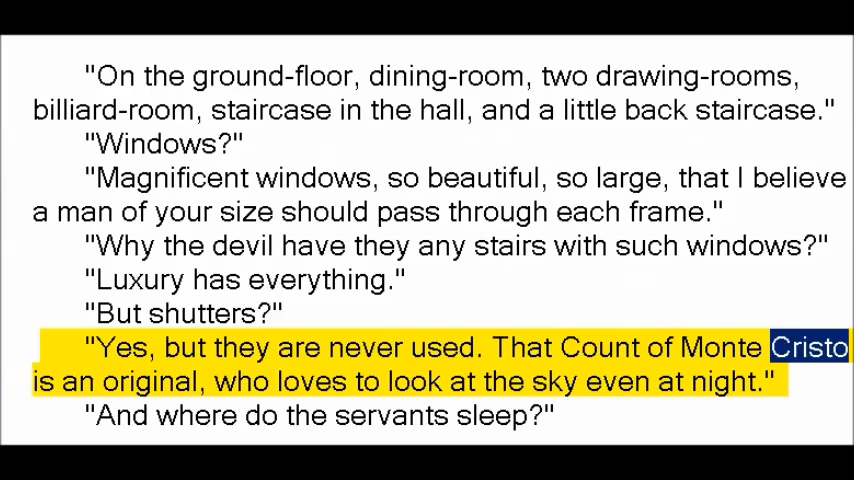 "On the ground-floor, dining-room, two drawing-rooms,
billiard-room, staircase in the hall, and a little back staircase."
"Windows?"
"Magnificent windows, so beautiful, so large, that I believe
a man of your size should pass through each frame."
"Why the devil have they any stairs with such windows?"
"Luxury has everything."
"But shutters?"
"Yes, but they are never used. That Count of Monte Cristo
is an original, who loves to look at the sky even at night."
"And where do the servants sleep?"